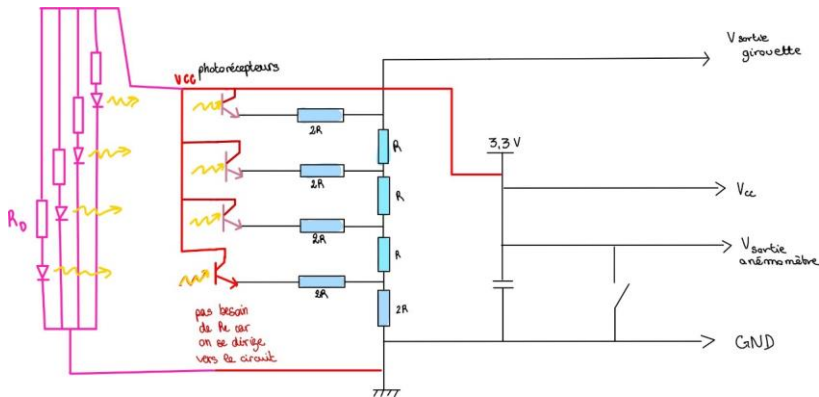 V sortie
girouette
Vcc photorécepteurs
2R
R
3,3 V
2R
R
Vcc
R₀
2R
R
V sortie
anémomètre
2R
2R
pas besoin
de Re car
on se dirige
vers le circuit
GND